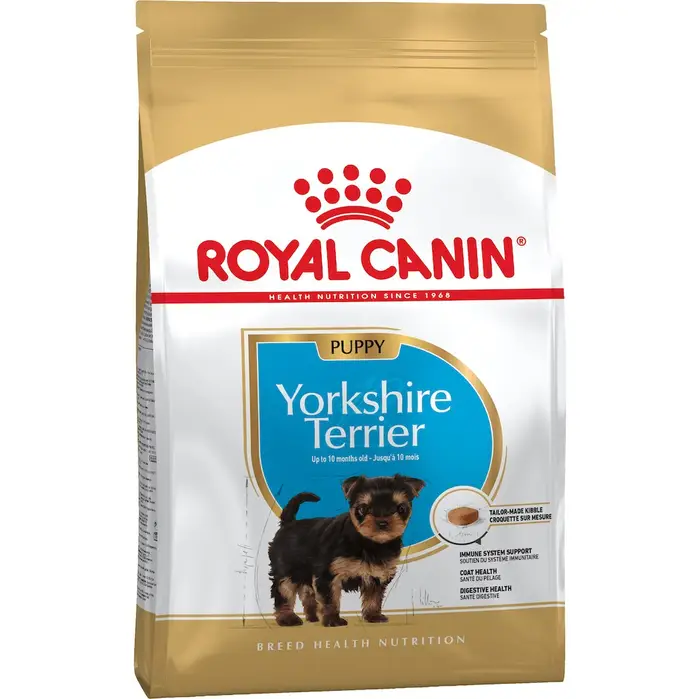 ROYAL CANIN®
HEALTH NUTRITION SINCE 1968
PUPPY
Yorkshire
Terrier
Up to 10 months old - Jusqu'à 10 mois
TAILOR-MADE KIBBLE
CROQUETTE SUR MESURE
IMMUNE SYSTEM SUPPORT
SOUTIEN DU SYSTÈME IMMUNITAIRE
COAT HEALTH
SANTÉ DU PELAGE
DIGESTIVE HEALTH
SANTÉ DIGESTIVE
BREED HEALTH NUTRITION